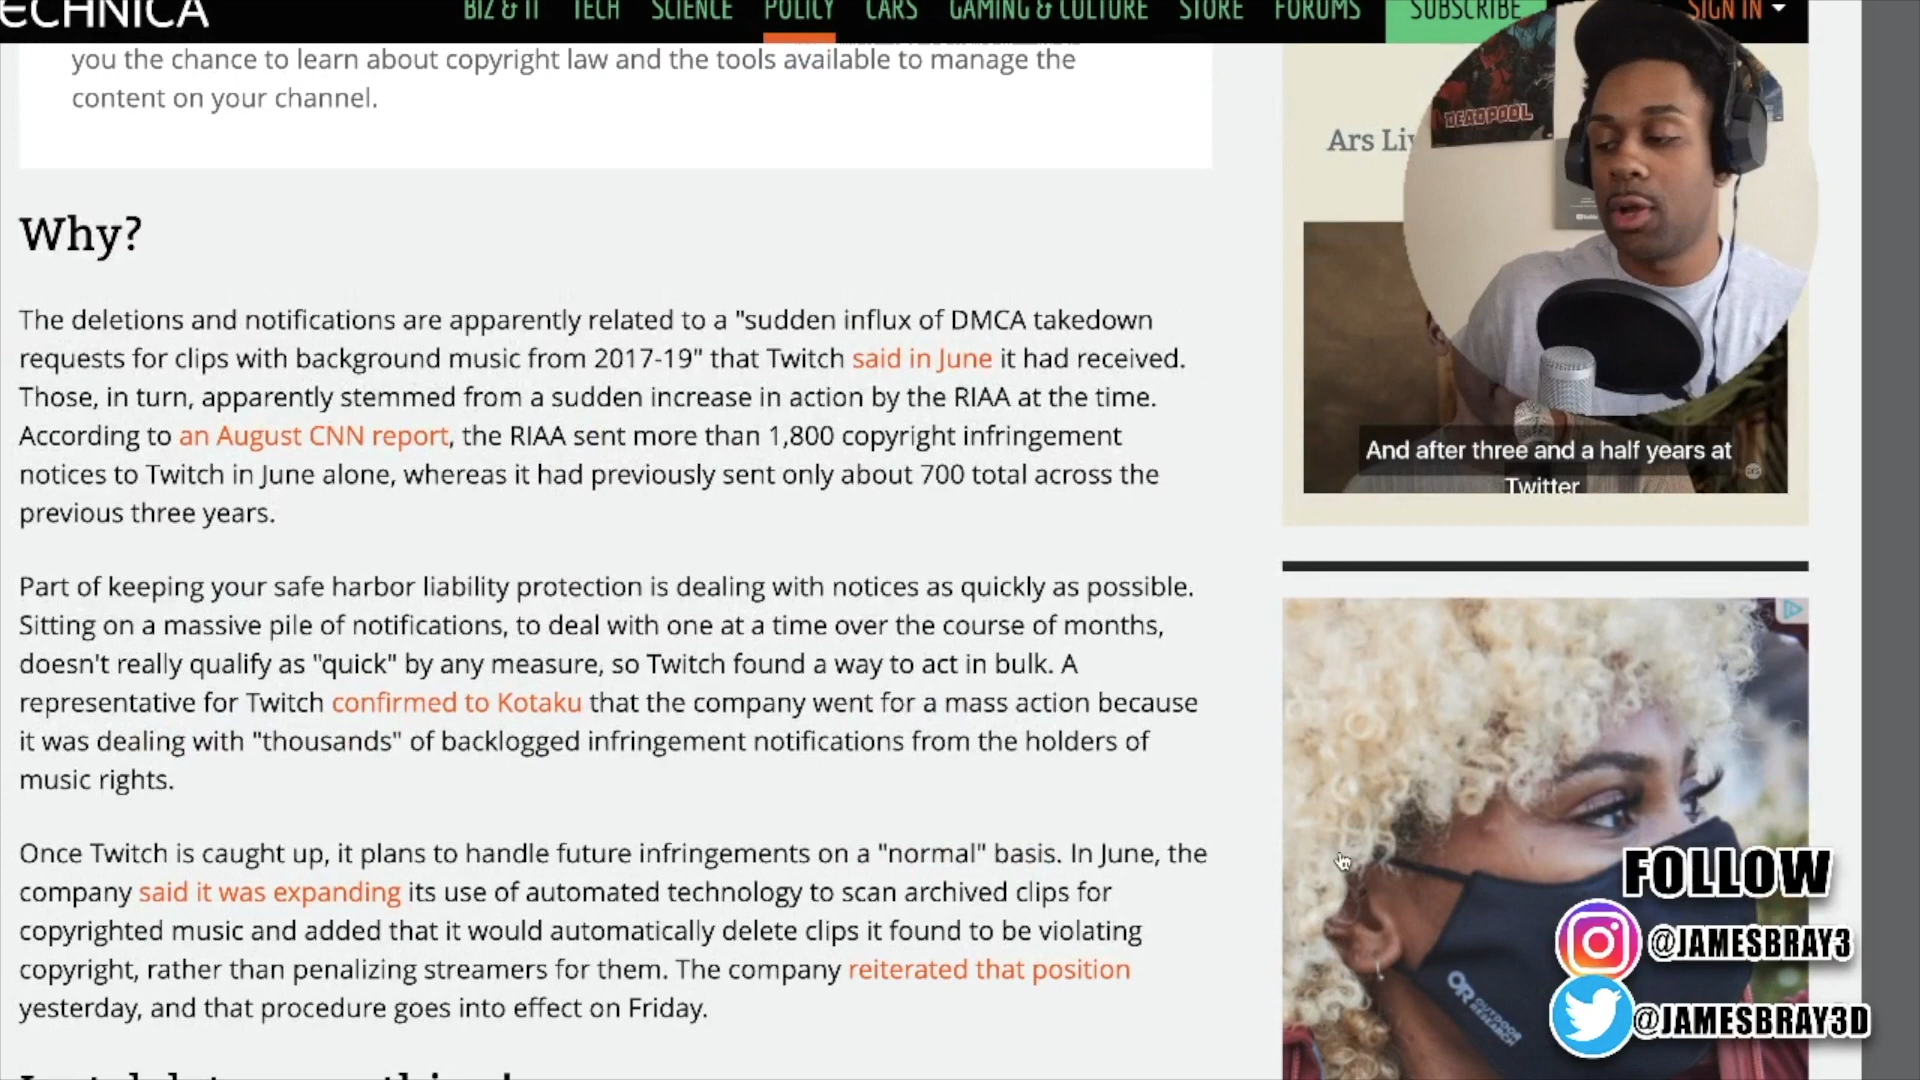 ECHNICA
BIZ & IT TECH SCIENCE POLICY CARS GAMING & CULTURE STORE FORUMS SUBSCRIBE SIGN IN
you the chance to learn about copyright law and the tools available to manage the
content on your channel.
Why?
The deletions and notifications are apparently related to a "sudden influx of DMCA takedown
requests for clips with background music from 2017-19" that Twitch said in June it had received.
Those, in turn, apparently stemmed from a sudden increase in action by the RIAA at the time.
According to an August CNN report, the RIAA sent more than 1,800 copyright infringement
notices to Twitch in June alone, whereas it had previously sent only about 700 total across the
previous three years.
Part of keeping your safe harbor liability protection is dealing with notices as quickly as possible.
Sitting on a massive pile of notifications, to deal with one at a time over the course of months,
doesn't really qualify as "quick" by any measure, so Twitch found a way to act in bulk. A
representative for Twitch confirmed to Kotaku that the company went for a mass action because
it was dealing with "thousands" of backlogged infringement notifications from the holders of
music rights.
Once Twitch is caught up, it plans to handle future infringements on a "normal" basis. In June, the
company said it was expanding its use of automated technology to scan archived clips for
copyrighted music and added that it would automatically delete clips it found to be violating
copyright, rather than penalizing streamers for them. The company reiterated that position
yesterday, and that procedure goes into effect on Friday.
Ars Liv
DEADPOOL
And after three and a half years at
Twitter
OR OUTDOOR
RESEARCH
FOLLOW
@JAMESBRAY3
@JAMESBRAY3D